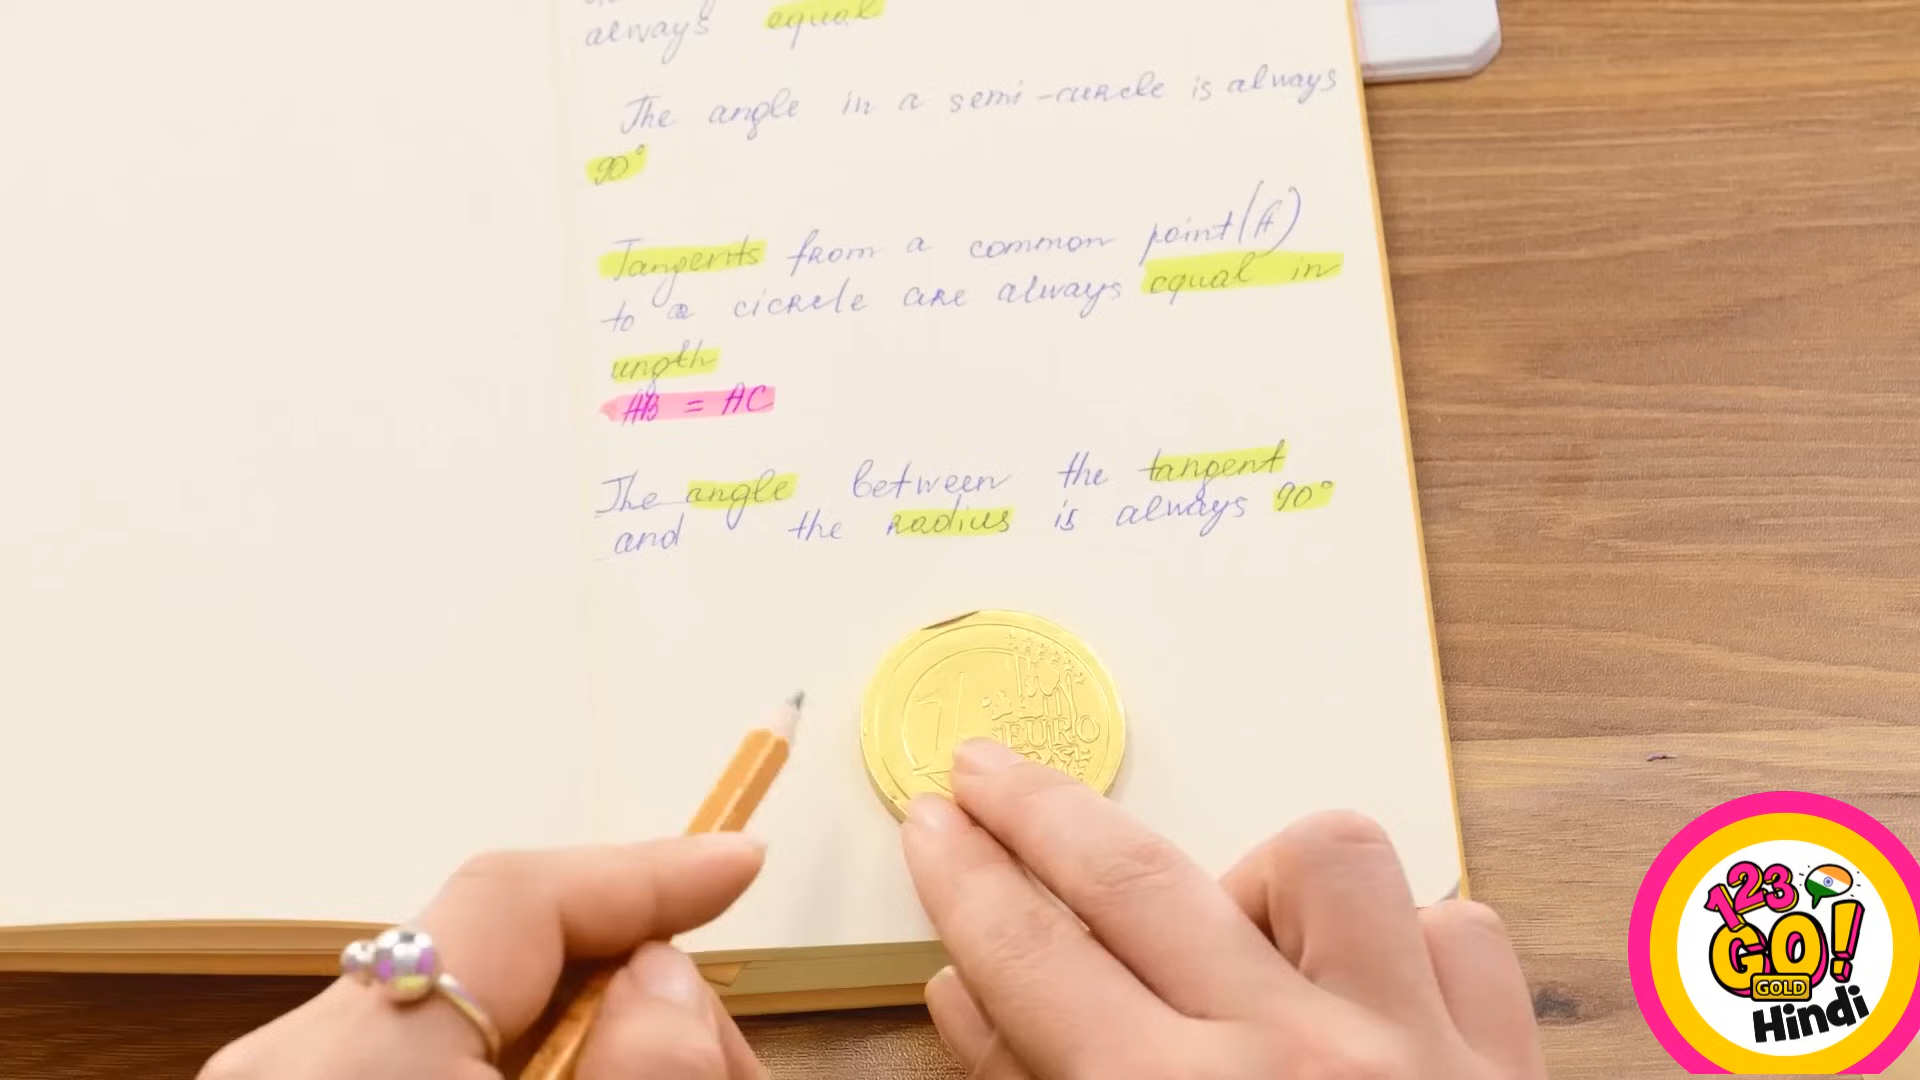 always equal
The angle in a semi-circle is always
90°
Tangents from a common point (A)
to a cicrcle are always equal in
length
AB = AC
The angle between the tangent
and the radius is always 90°
1 EURO
123
GO!
GOLD
Hindi